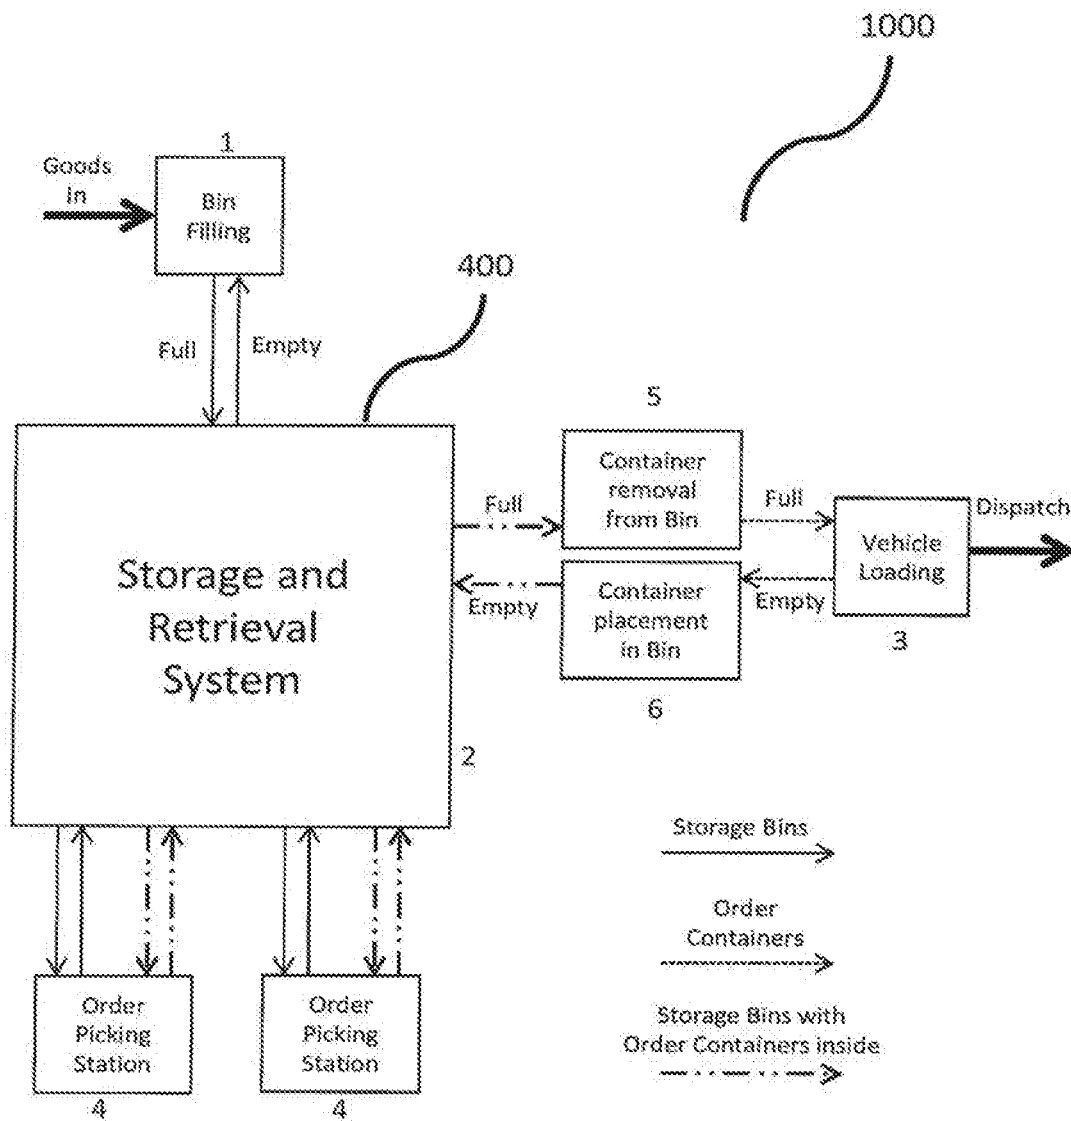 1000
1
Goods
In
Bin
Filling
400
Full
Empty
5
Container
removal
from Bin
Full
Full
Dispatch
Vehicle
Loading
3
Storage and
Retrieval
System
Empty
Container
placement
in Bin
Empty
6
2
Storage Bins
Order
Containers
Storage Bins with
Order Containers inside
Order
Picking
Station
4
Order
Picking
Station
4